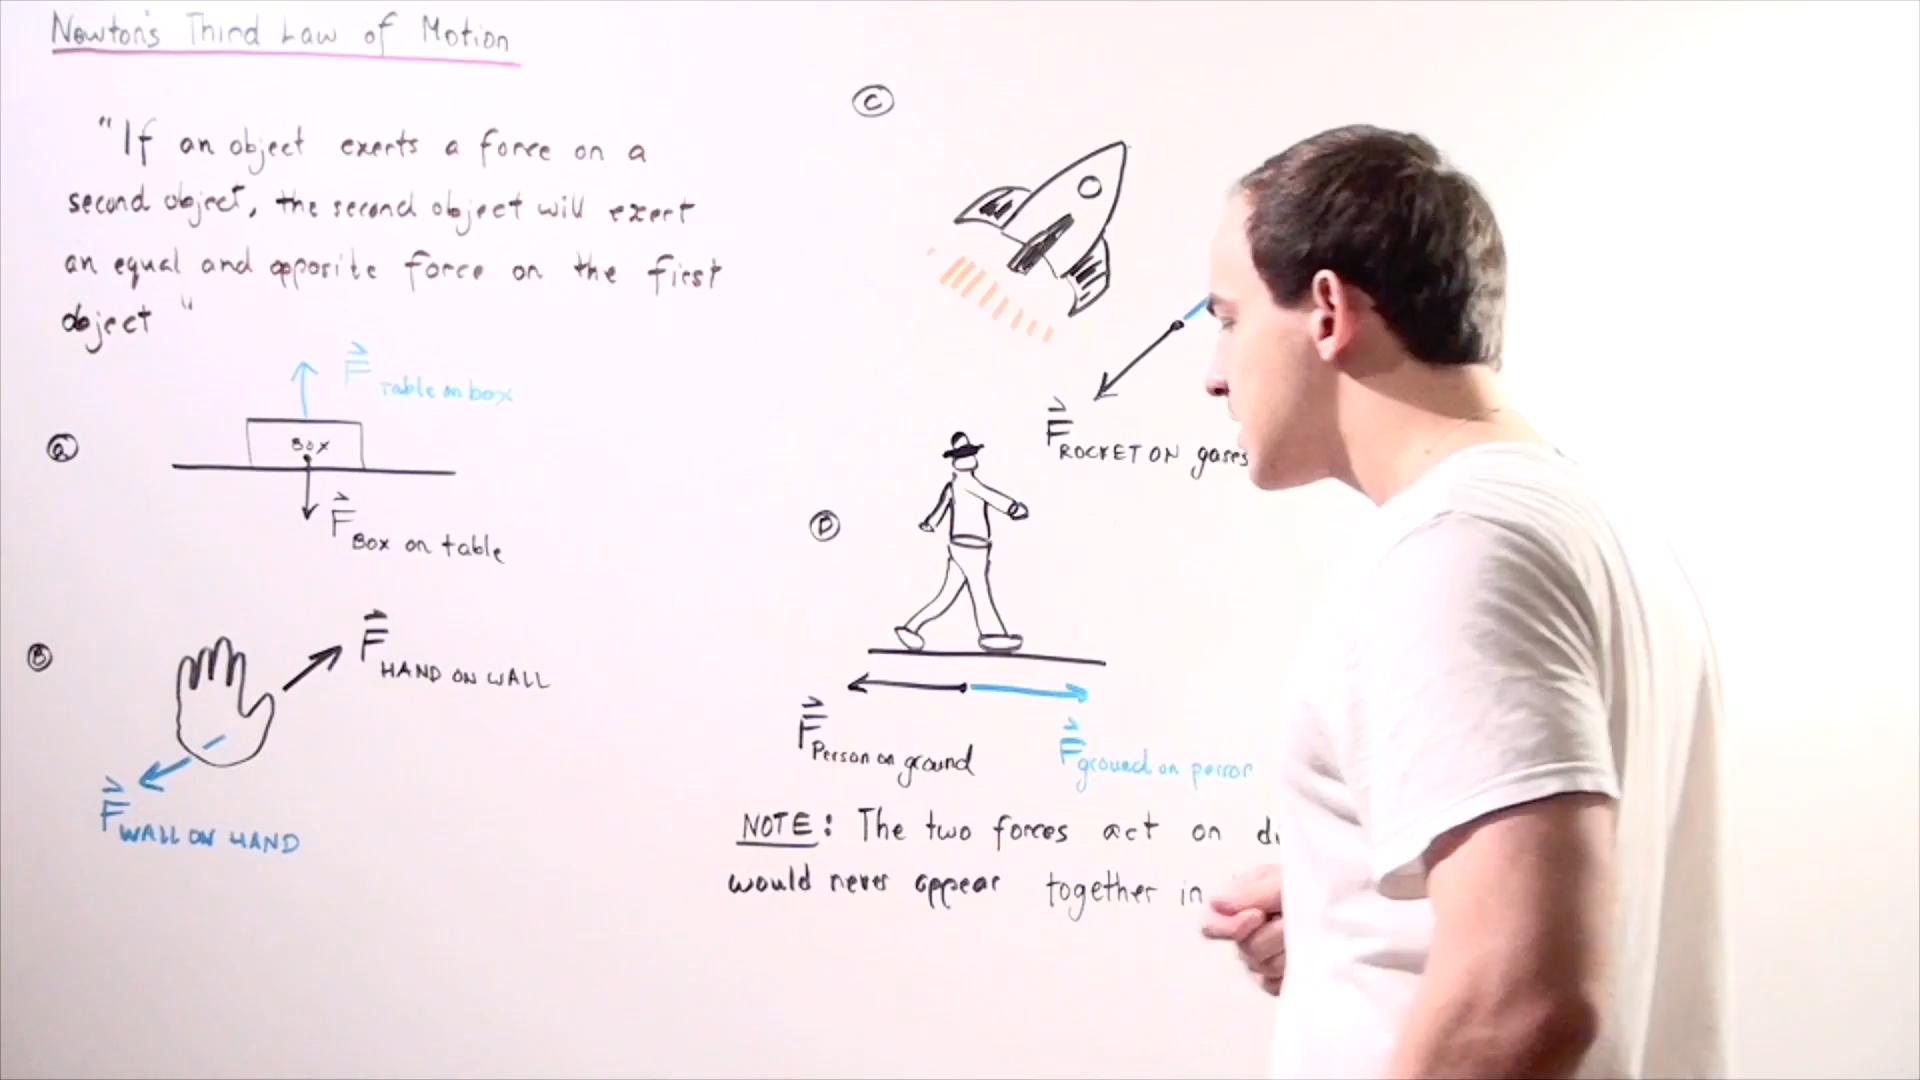 Newton's Third Law of Motion
"If an object exerts a force on a
second object, the second object will exert
an equal and opposite force on the first
object"
a
F Table on box
Box
F Box on table
B
F HAND ON WALL
F WALL ON HAND
C
F ROCKET ON gases
D
F Person on ground
F ground on person
NOTE: The two forces act on
would never appear together in